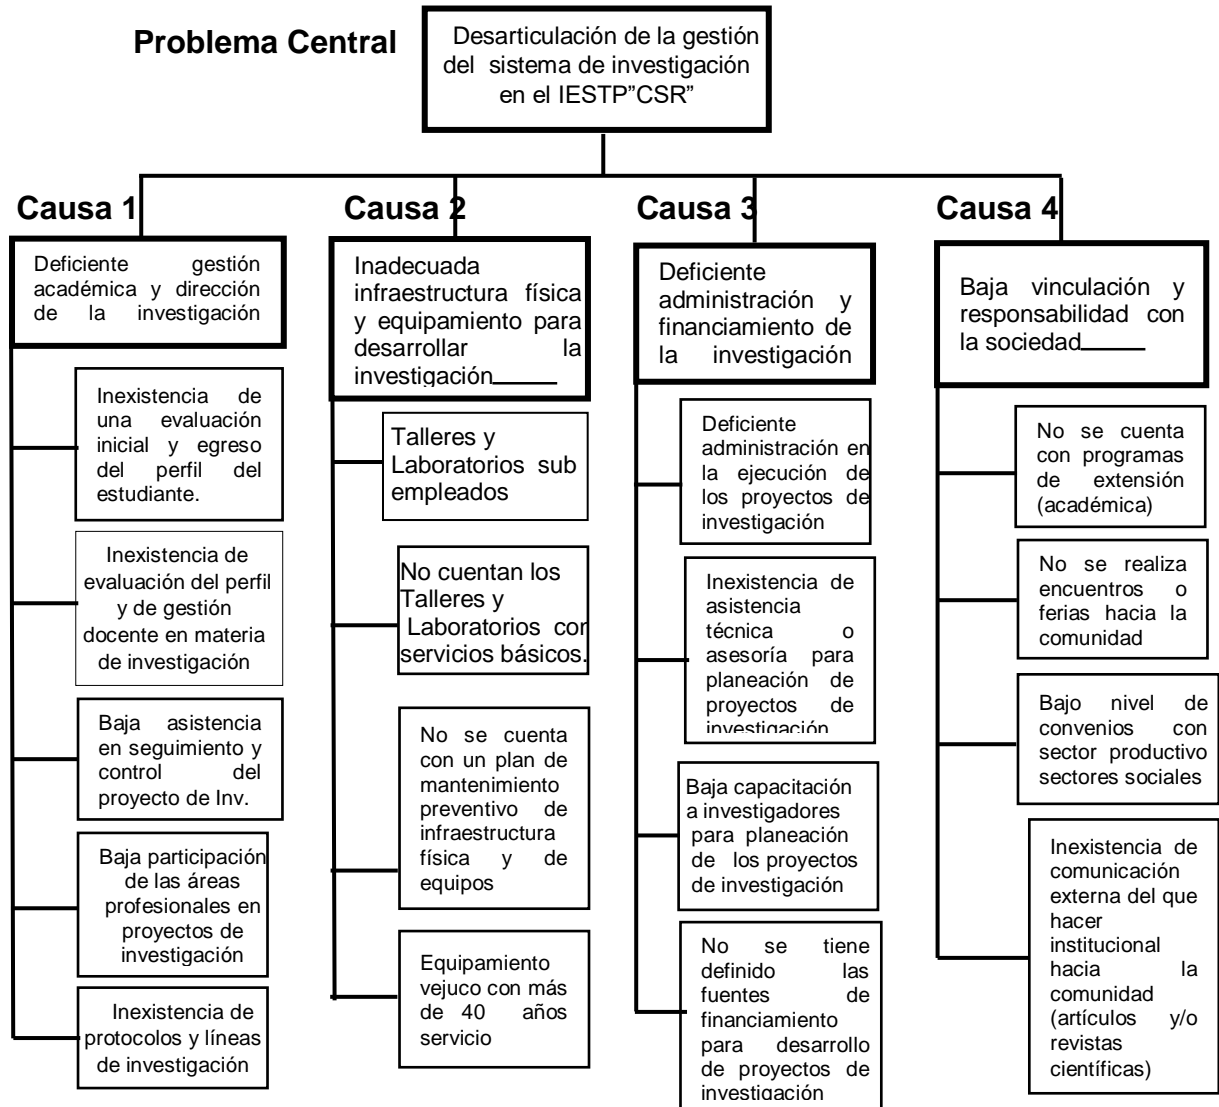 Problema Central
Desarticulación de la gestión
del sistema de investigación
en el IESTP”CSR”
Causa 1
Deficiente gestión
académica y dirección
de la investigación
Inexistencia de
una evaluación
inicial y egreso
del perfil del
estudiante.
Inexistencia de
evaluación del perfil
y de gestión
docente en materia
de investigación
Baja asistencia
en seguimiento y
control del
proyecto de Inv.
Baja participación
de las áreas
profesionales en
proyectos de
investigación
Inexistencia de
protocolos y líneas
de investigación
Causa 2
Inadecuada
infraestructura física
y equipamiento para
desarrollar la
investigación
Talleres y
Laboratorios sub
empleados
No cuentan los
Talleres y
Laboratorios con
servicios básicos.
No se cuenta
con un plan de
mantenimiento
preventivo de
infraestructura
física y de
equipos
Equipamiento
vejuco con más
de 40 años
servicio
Causa 3
Deficiente
administración y
financiamiento de
la investigación
Deficiente
administración en
la ejecución de
los proyectos de
investigación
Inexistencia de
asistencia
técnica o
asesoría para
planeación de
proyectos de
investigación
Baja capacitación
a investigadores
para planeación
de los proyectos
de investigación
No se tiene
definido las
fuentes de
financiamiento
para desarrollo
de proyectos de
investigación
Causa 4
Baja vinculación y
responsabilidad con
la sociedad
No se cuenta
con programas
de extensión
(académica)
No se realiza
encuentros o
ferias hacia la
comunidad
Bajo nivel de
convenios con
sector productivo
sectores sociales
Inexistencia de
comunicación
externa del que
hacer
institucional
hacia la
comunidad
(artículos y/o
revistas
científicas)